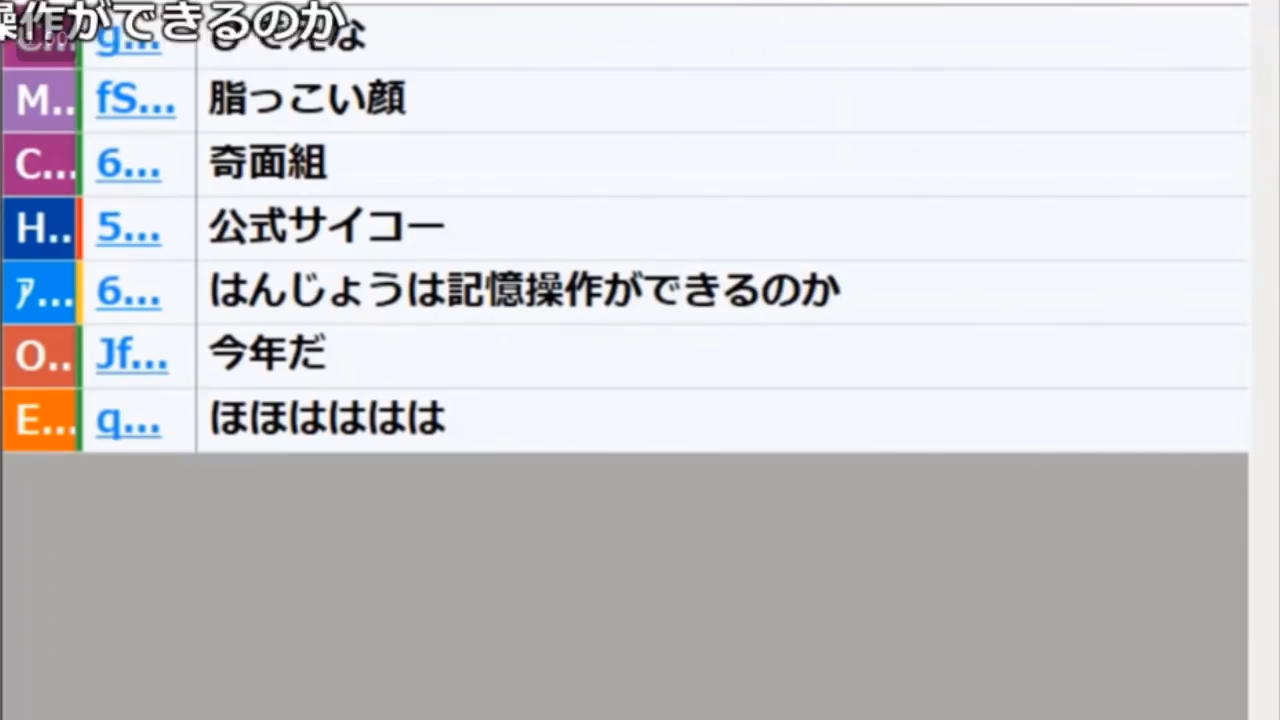 操作ができるのか
g...
M.. fS... 脂っこい顔
C... 6... 奇面組
H.. 5... 公式サイコー
ｱ... 6... はんじょうは記憶操作ができるのか
O.. Jf... 今年だ
E... q... ほほはははは